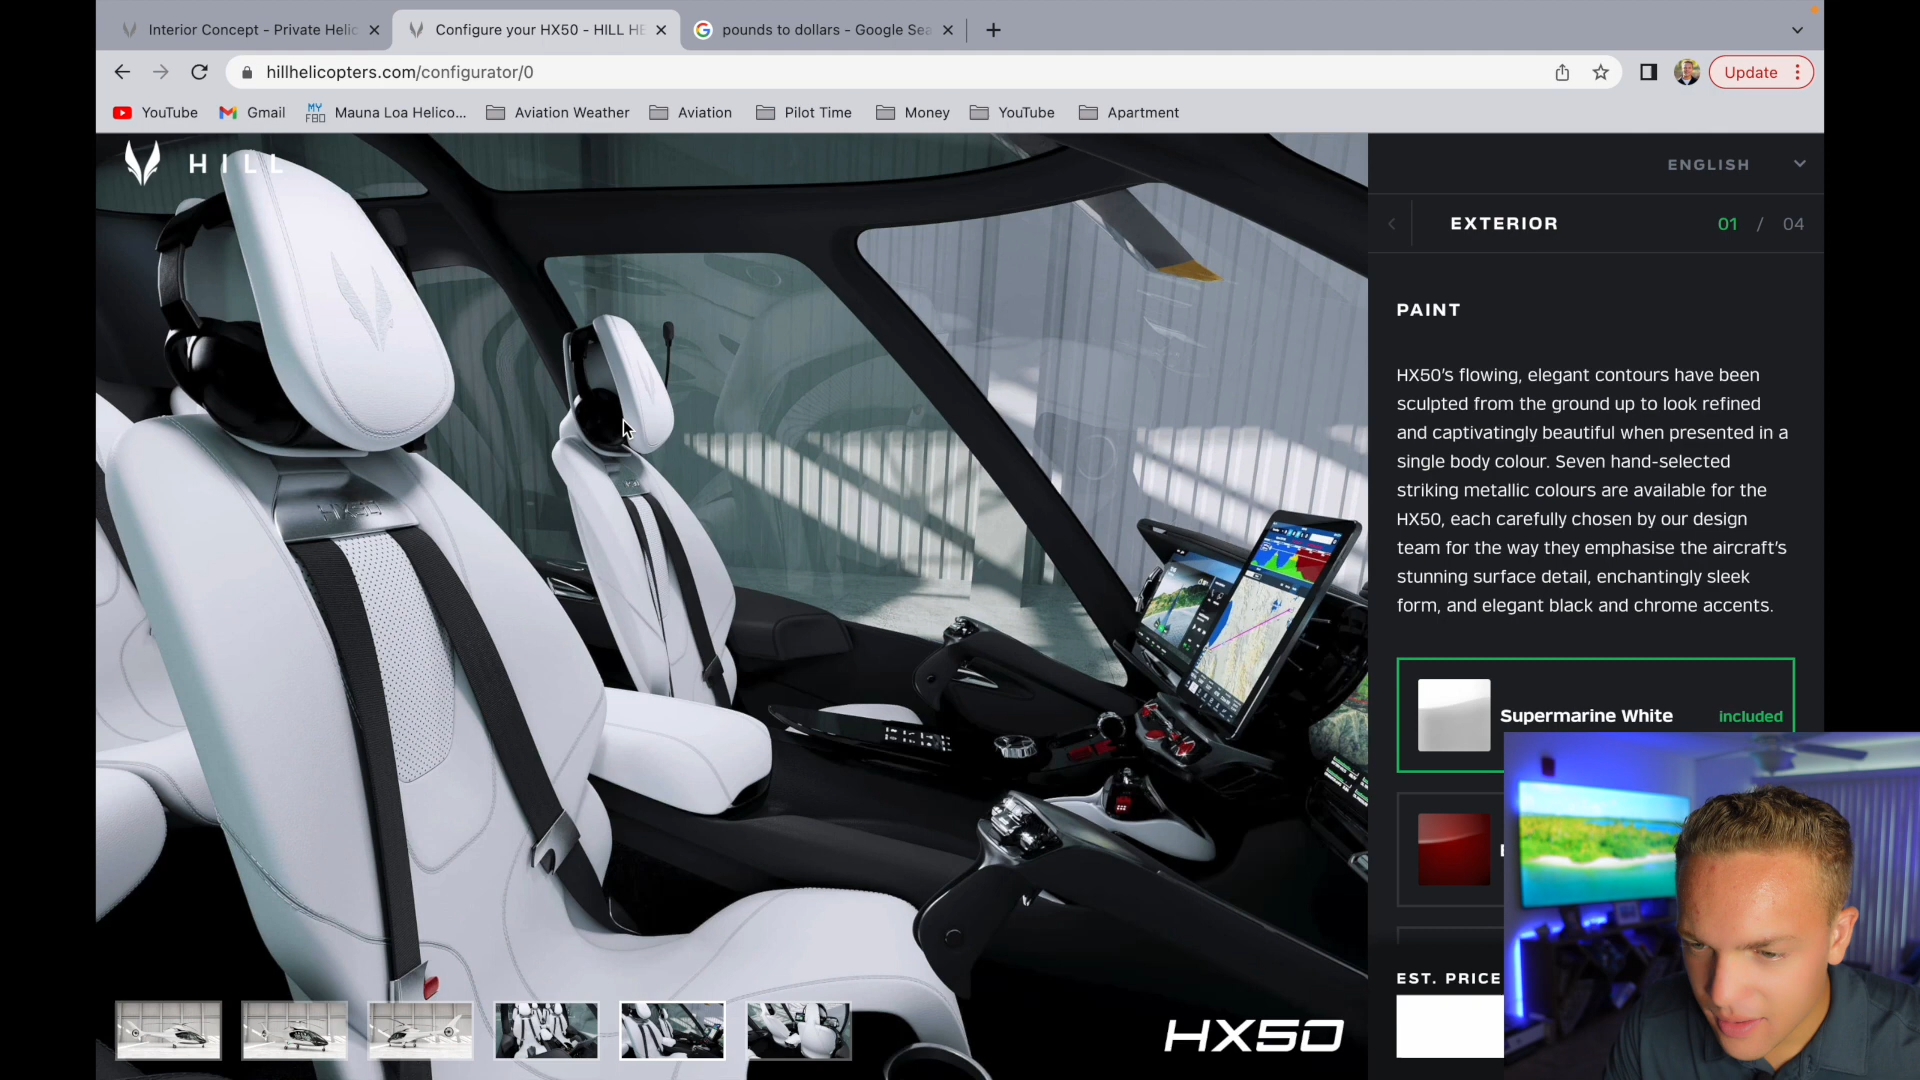 Interior Concept - Private Helic
Configure your HX50 - HILL HE
pounds to dollars - Google Sea
hillhelicopters.com/configurator/0
Update
YouTube
Gmail
MY FBO
Mauna Loa Helico...
Aviation Weather
Aviation
Pilot Time
Money
YouTube
Apartment
HILL
ENGLISH
EXTERIOR
01 / 04
PAINT
HX50's flowing, elegant contours have been
sculpted from the ground up to look refined
and captivatingly beautiful when presented in a
single body colour. Seven hand-selected
striking metallic colours are available for the
HX50, each carefully chosen by our design
team for the way they emphasise the aircraft's
stunning surface detail, enchantingly sleek
form, and elegant black and chrome accents.
Supermarine White
included
EST. PRICE
HX50
HX50